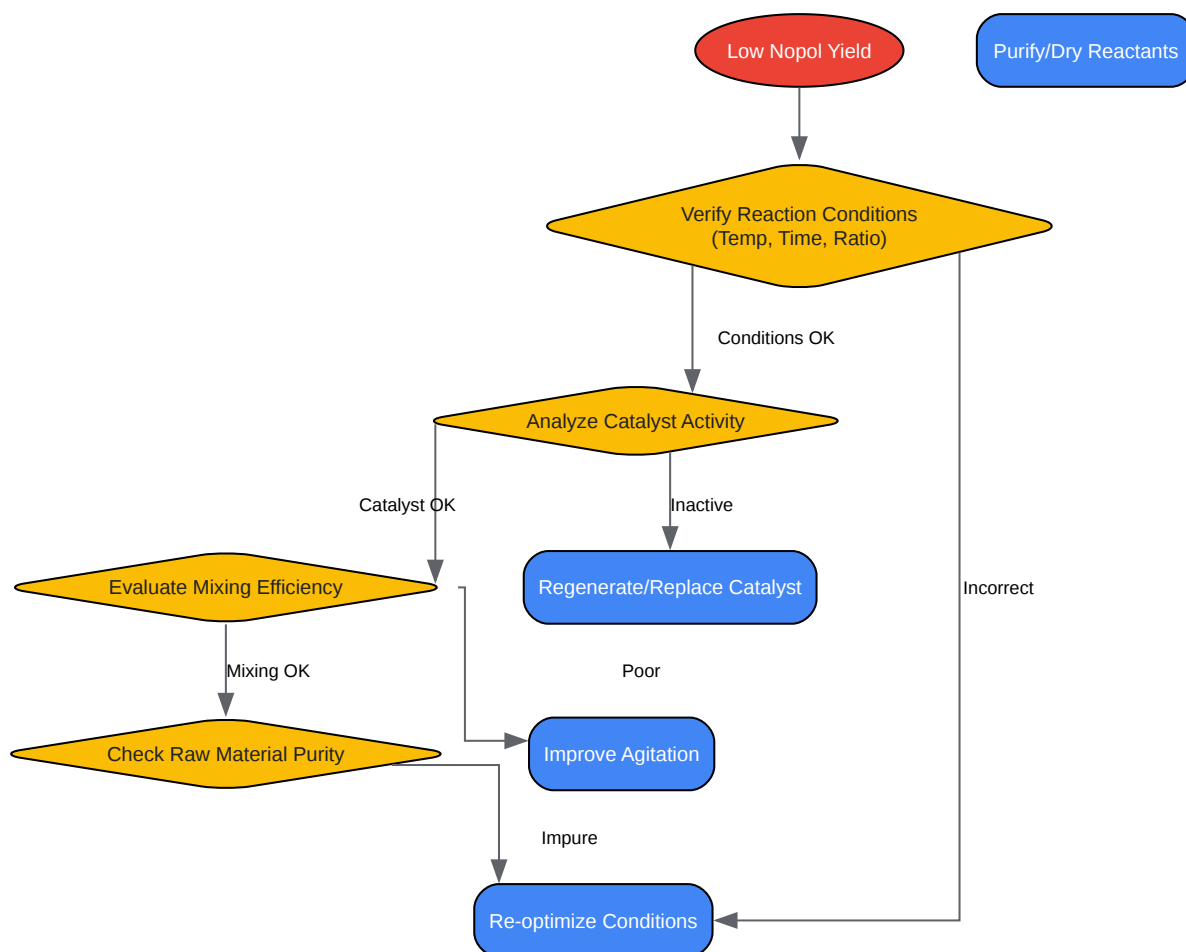 Low Nopol Yield
Purify/Dry Reactants
Verify Reaction Conditions
(Temp, Time, Ratio)
Conditions OK
Analyze Catalyst Activity
Catalyst OK
Inactive
Evaluate Mixing Efficiency
Regenerate/Replace Catalyst
Incorrect
Mixing OK
Poor
Check Raw Material Purity
Improve Agitation
Impure
Re-optimize Conditions